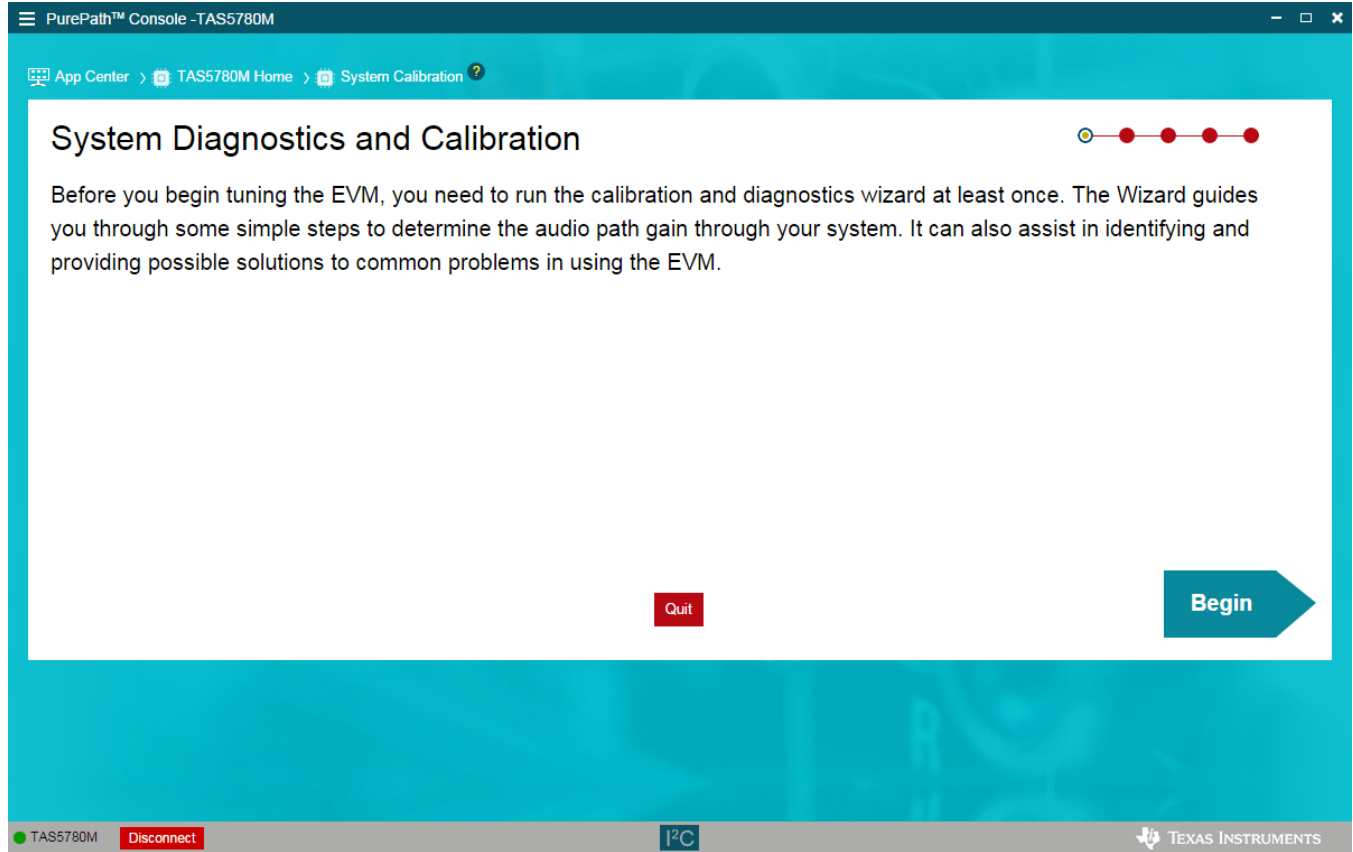 PurePath™ Console -TAS5780M
App Center > TAS5780M Home > System Calibration ?
System Diagnostics and Calibration
Before you begin tuning the EVM, you need to run the calibration and diagnostics wizard at least once. The Wizard guides
you through some simple steps to determine the audio path gain through your system. It can also assist in identifying and
providing possible solutions to common problems in using the EVM.
Quit
Begin
R
TAS5780M Disconnect I²C TEXAS INSTRUMENTS